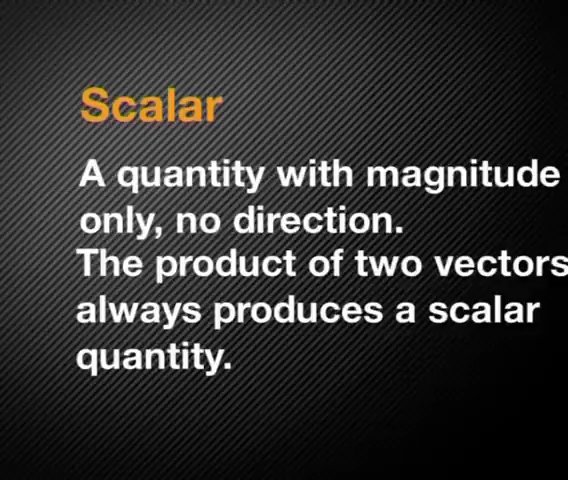 Scalar
A quantity with magnitude
only, no direction.
The product of two vectors
always produces a scalar
quantity.